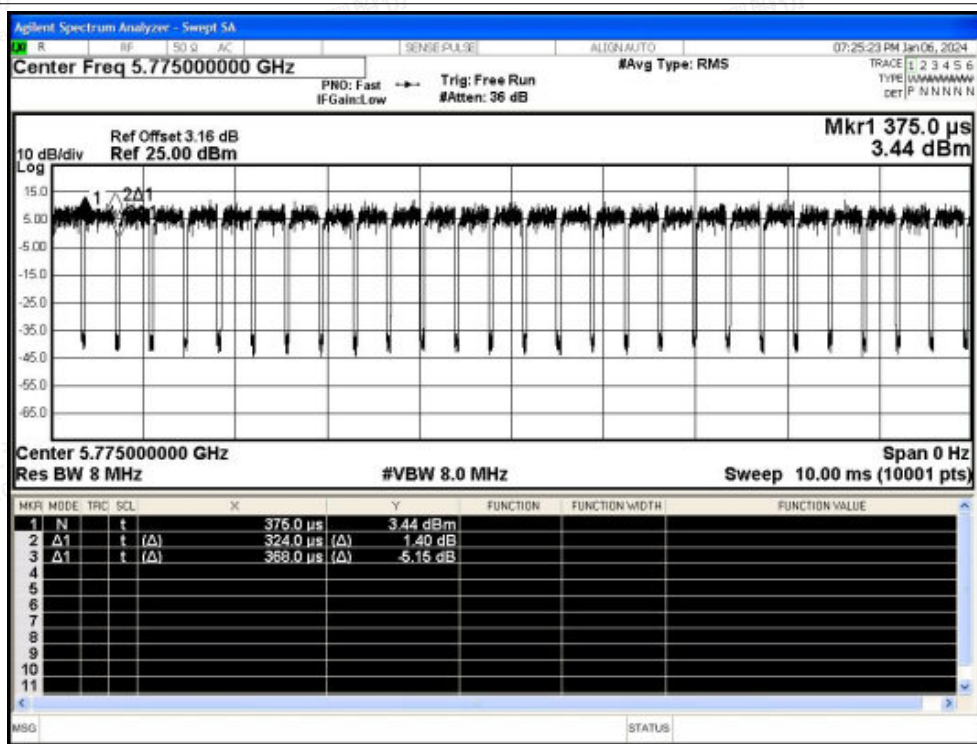 Agilent Spectrum Analyzer - Swept SA
R RF 50 Ω AC SENSE:PULSE ALIGN AUTO 07:25:23 PM Jan 06, 2024
Center Freq 5.775000000 GHz #Avg Type: RMS TRACE 1 2 3 4 5 6
PNO: Fast Trig: Free Run TYPE
IFGain:Low #Atten: 36 dB DET P N N N N N
Mkr1 375.0 µs
Ref Offset 3.16 dB
10 dB/div Ref 25.00 dBm 3.44 dBm
Log
15.0
1 2Δ1
5.00
-5.00
-15.0
-25.0
-35.0
-45.0
-55.0
-65.0
Center 5.775000000 GHz Span 0 Hz
Res BW 8 MHz #VBW 8.0 MHz Sweep 10.00 ms (10001 pts)
MKR MODE TRC SCL X Y FUNCTION FUNCTION WIDTH FUNCTION VALUE
1 N t 375.0 µs 3.44 dBm
2 Δ1 t (Δ) 324.0 µs (Δ) 1.40 dB
3 Δ1 t (Δ) 368.0 µs (Δ) -5.15 dB
4
5
6
7
8
9
10
11
MSG STATUS